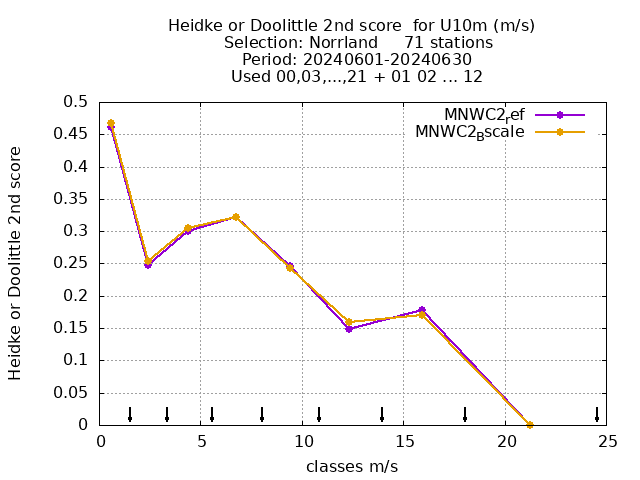 Heidke or Doolittle 2nd score  for U10m (m/s)
Selection: Norrland     71 stations
Period: 20240601-20240630
Used 00,03,...,21 + 01 02 ... 12
MNWC2_ref
MNWC2_Bscale
0.5
0.45
0.4
0.35
0.3
0.25
0.2
0.15
0.1
0.05
0
Heidke or Doolittle 2nd score
0 5 10 15 20 25
classes m/s